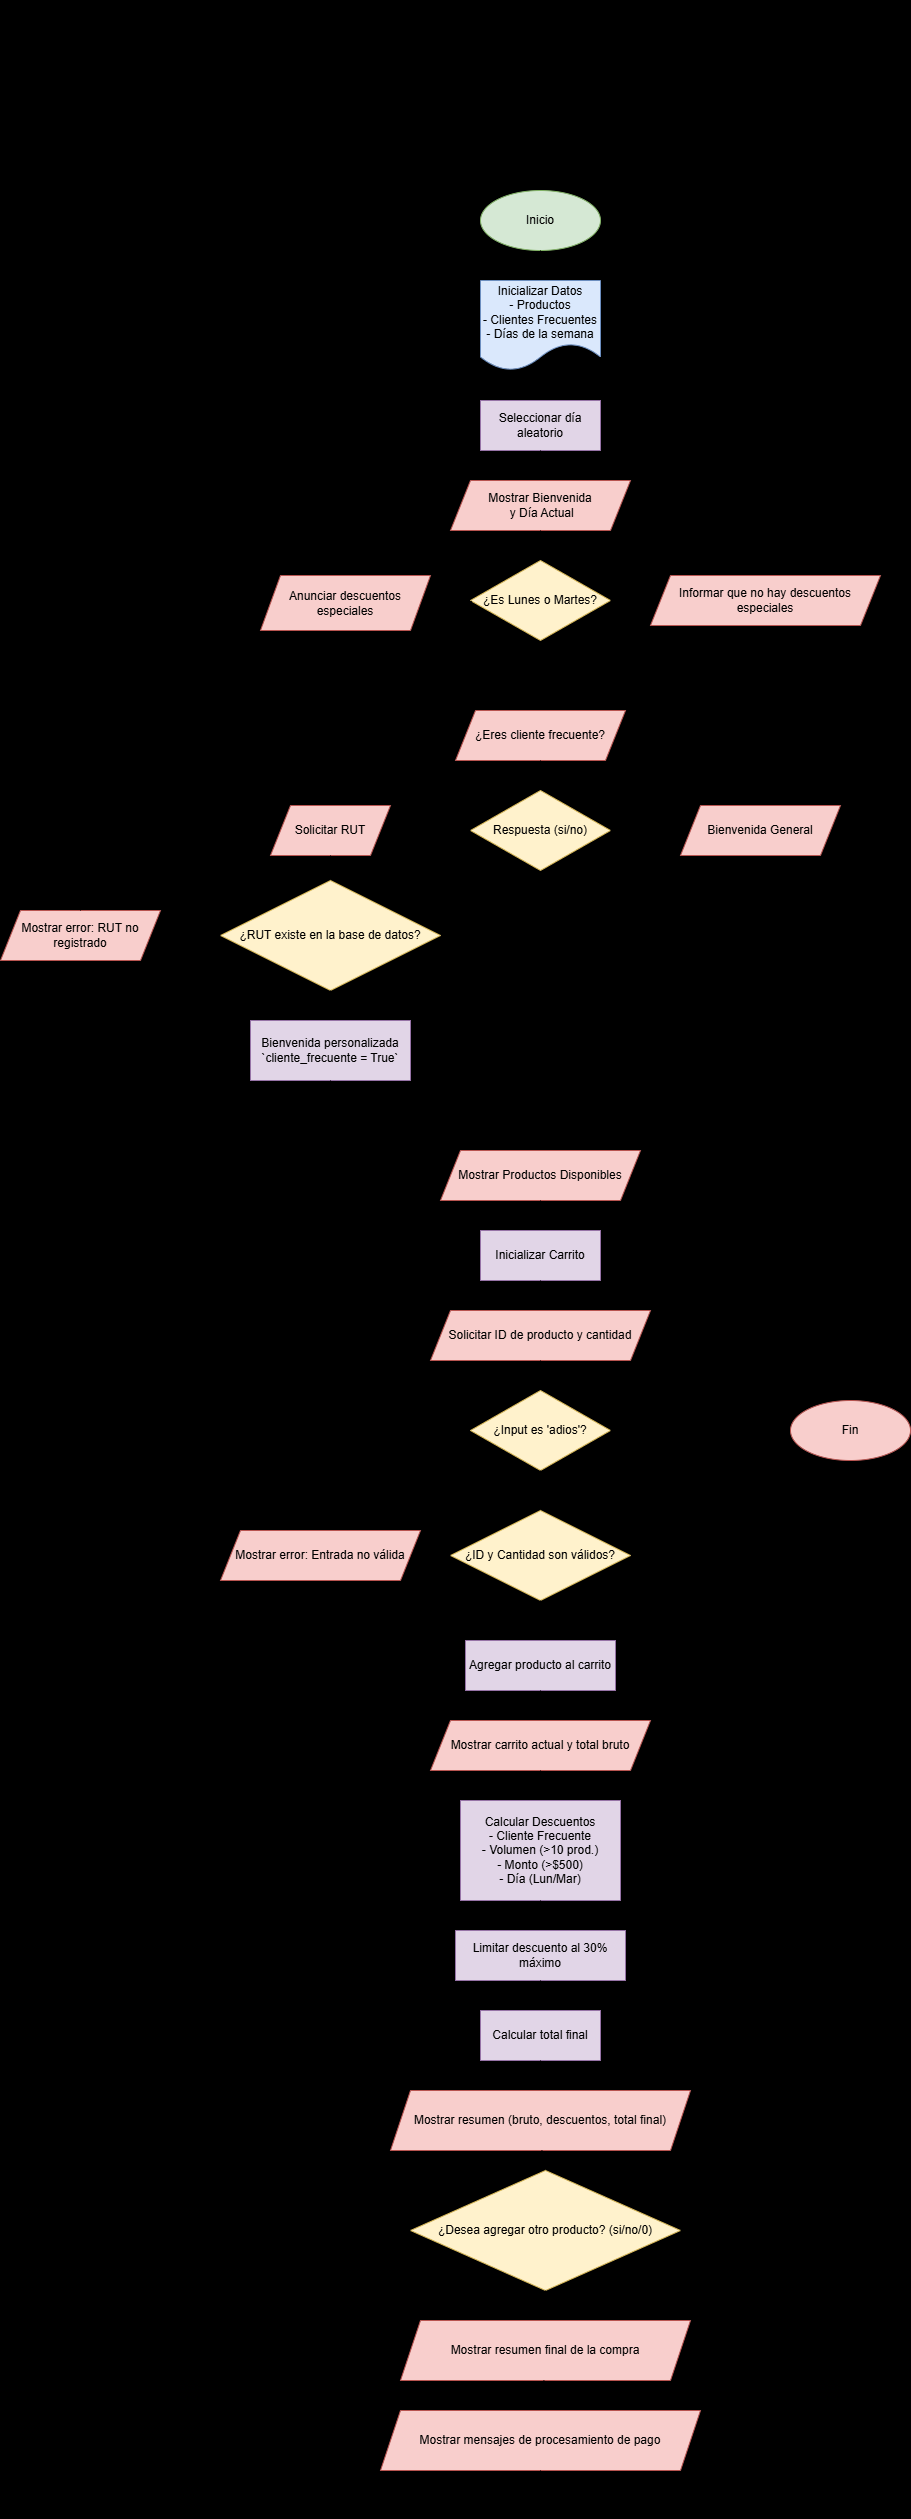 Inicio
Inicializar Datos
- Productos
- Clientes Frecuentes
- Días de la semana
Seleccionar día
aleatorio
Mostrar Bienvenida
y Día Actual
Anunciar descuentos
especiales
¿Es Lunes o Martes?
Informar que no hay descuentos
especiales
¿Eres cliente frecuente?
Solicitar RUT
Respuesta (si/no)
Bienvenida General
Mostrar error: RUT no
registrado
¿RUT existe en la base de datos?
Bienvenida personalizada
`cliente_frecuente = True`
Mostrar Productos Disponibles
Inicializar Carrito
Solicitar ID de producto y cantidad
¿Input es 'adios'?
Fin
Mostrar error: Entrada no válida
¿ID y Cantidad son válidos?
Agregar producto al carrito
Mostrar carrito actual y total bruto
Calcular Descuentos
- Cliente Frecuente
- Volumen (>10 prod.)
- Monto (>$500)
- Día (Lun/Mar)
Limitar descuento al 30%
máximo
Calcular total final
Mostrar resumen (bruto, descuentos, total final)
¿Desea agregar otro producto? (si/no/0)
Mostrar resumen final de la compra
Mostrar mensajes de procesamiento de pago